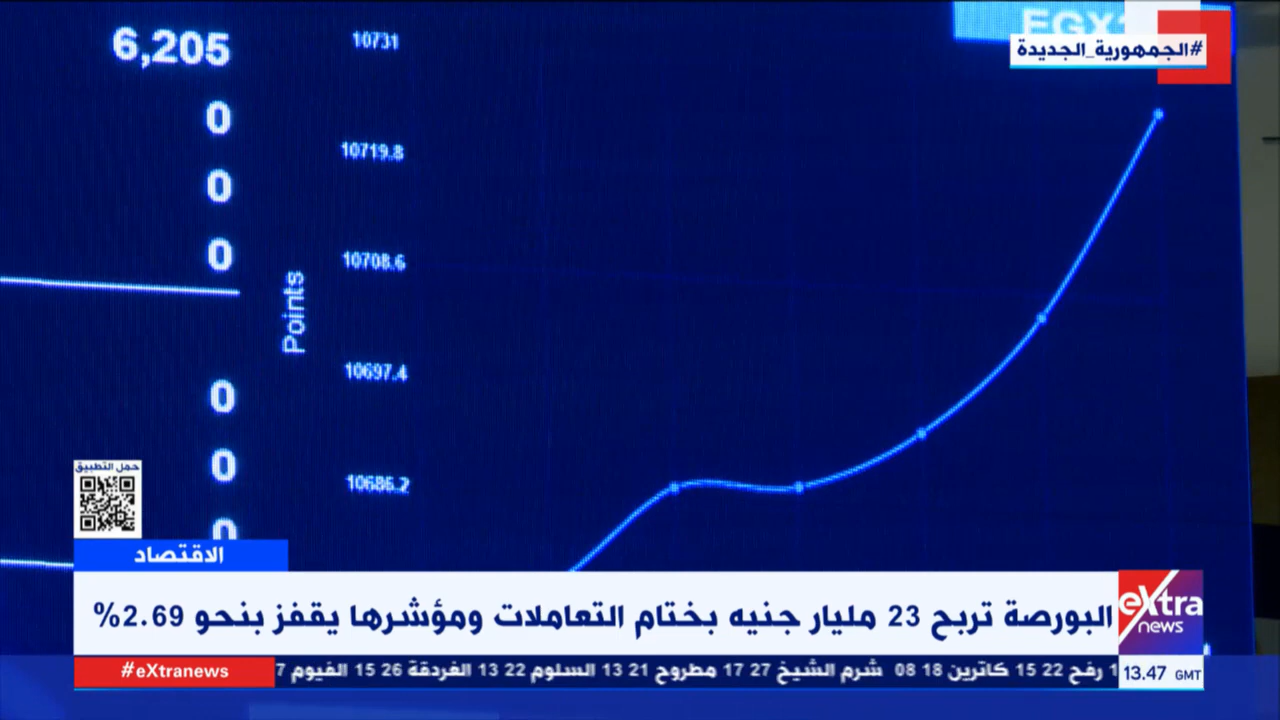 6,205
10731
#الجمهورية_الجديدة
0
10719.8
0
0
10708.6
Points
10697.4
0
0
10686.2
0
حمل التطبيق
الاقتصاد
البورصة تربح 23 مليار جنيه بختام التعاملات ومؤشرها يقفز بنحو 2.69%
eXtra news
رفح 22 15 كاترين 18 08 شرم الشيخ 27 17 مطروح 21 13 السلوم 22 13 الغردقة 26 15 الفيوم
#eXtranews
13.47 GMT